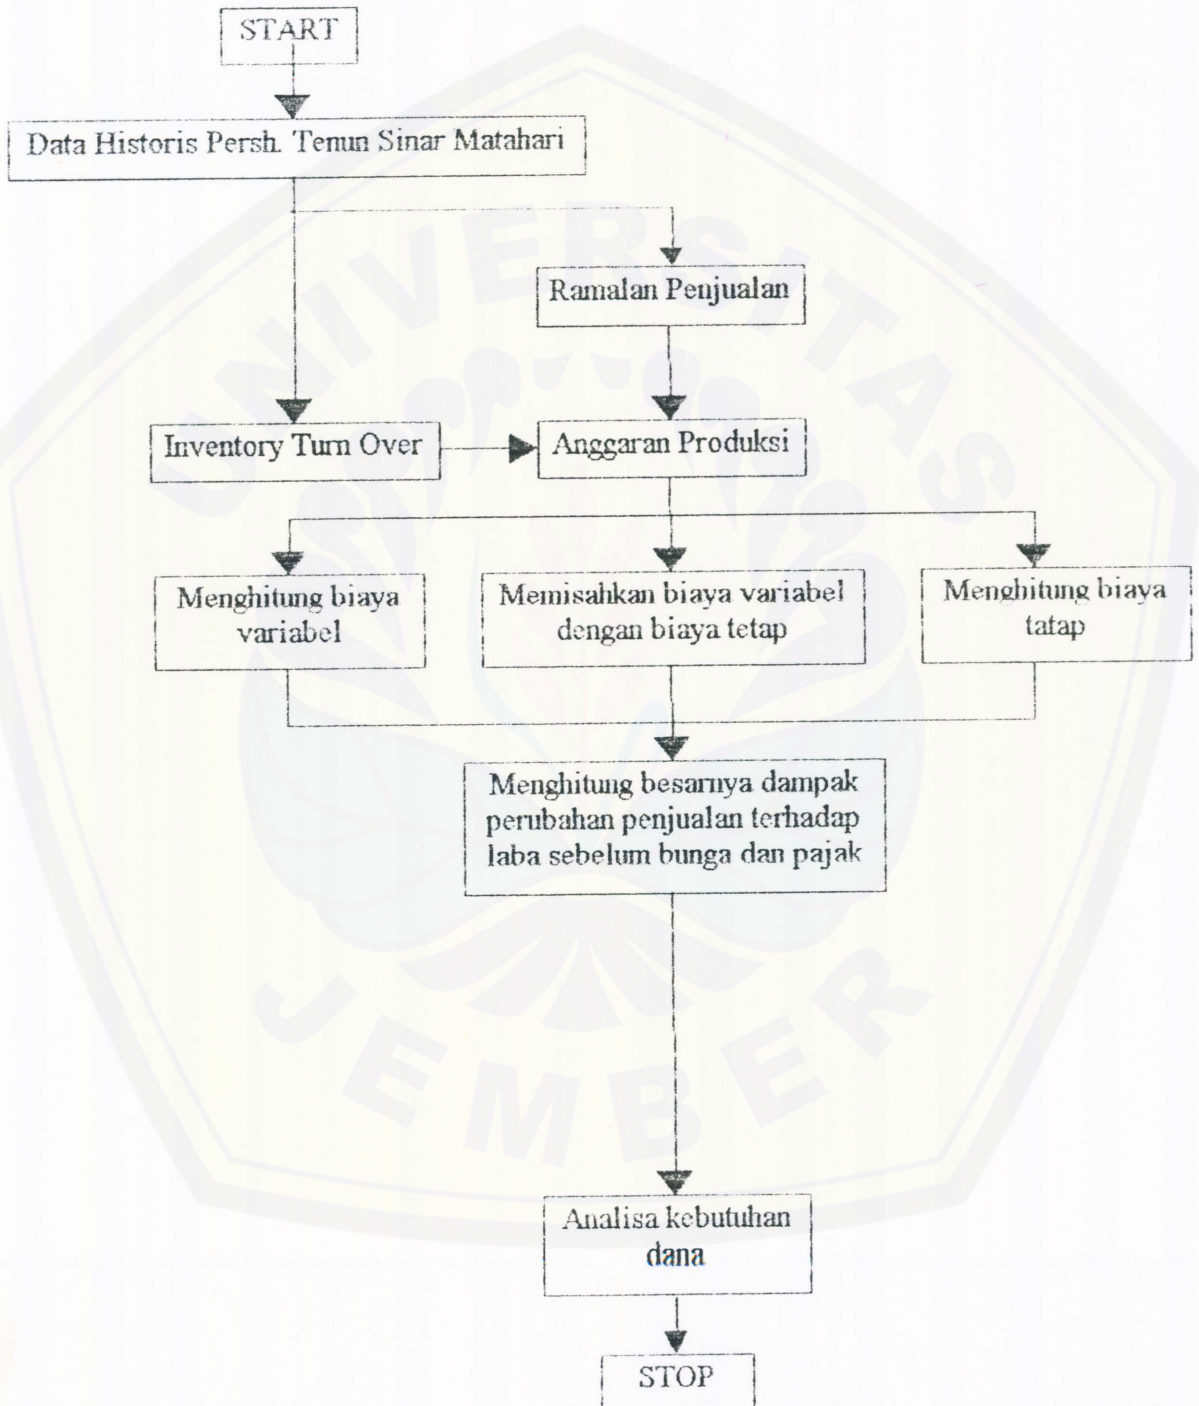 START
Data Historis Persh. Tenun Sinar Matahari
Ramalan Penjualan
Inventory Turn Over
Anggaran Produksi
Menghitung biaya
variabel
Memisahkan biaya variabel
dengan biaya tetap
Menghitung biaya
tatap
Menghitung besarnya dampak
perubahan penjualan terhadap
laba sebelum bunga dan pajak
Analisa kebutuhan
dana
STOP
UNIVERSITAS
JEMBER